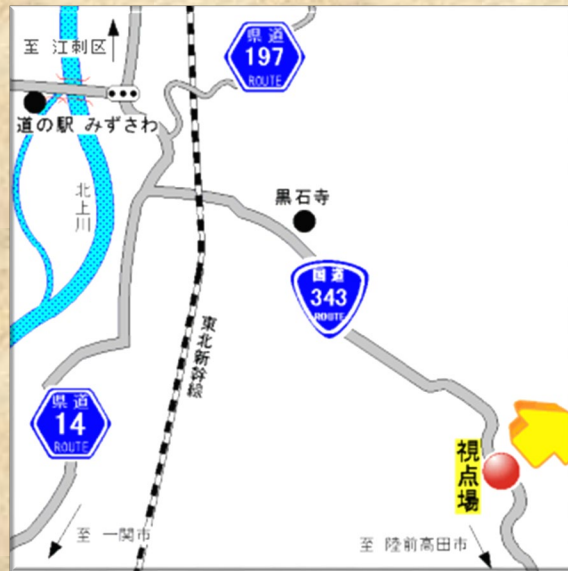 県道
197
ROUTE
至 江刺区
道の駅 みずさわ
北上川
黒石寺
国道
343
ROUTE
東北新幹線
県道
14
ROUTE
視点場
至 一関市
至 陸前高田市